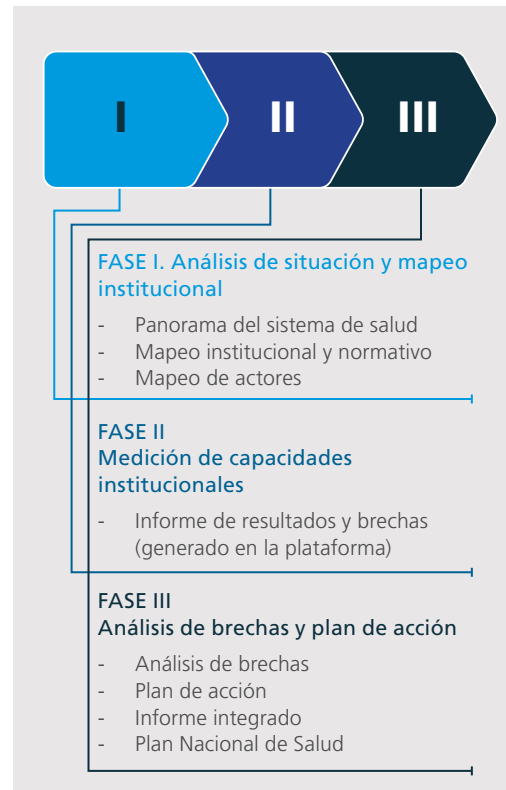 I
II
III
FASE I. Análisis de situación y mapeo
institucional
- Panorama del sistema de salud
- Mapeo institucional y normativo
- Mapeo de actores
FASE II
Medición de capacidades
institucionales
- Informe de resultados y brechas
(generado en la plataforma)
FASE III
Análisis de brechas y plan de acción
- Análisis de brechas
- Plan de acción
- Informe integrado
- Plan Nacional de Salud